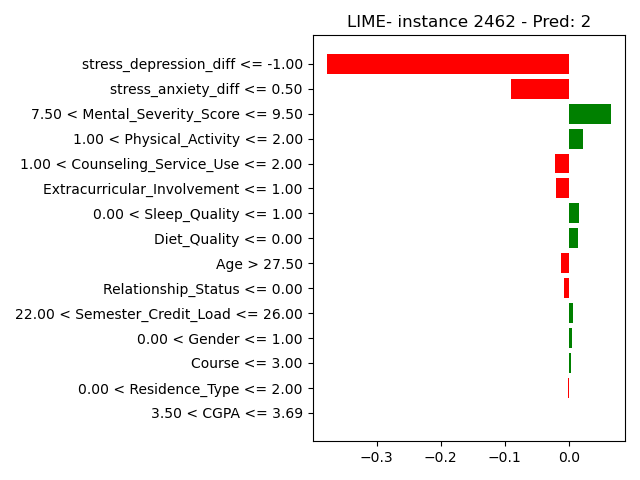 LIME- instance 2462 - Pred: 2
stress_depression_diff <= -1.00
stress_anxiety_diff <= 0.50
7.50 < Mental_Severity_Score <= 9.50
1.00 < Physical_Activity <= 2.00
1.00 < Counseling_Service_Use <= 2.00
Extracurricular_Involvement <= 1.00
0.00 < Sleep_Quality <= 1.00
Diet_Quality <= 0.00
Age > 27.50
Relationship_Status <= 0.00
22.00 < Semester_Credit_Load <= 26.00
0.00 < Gender <= 1.00
Course <= 3.00
0.00 < Residence_Type <= 2.00
3.50 < CGPA <= 3.69
−0.3 −0.2 −0.1 0.0